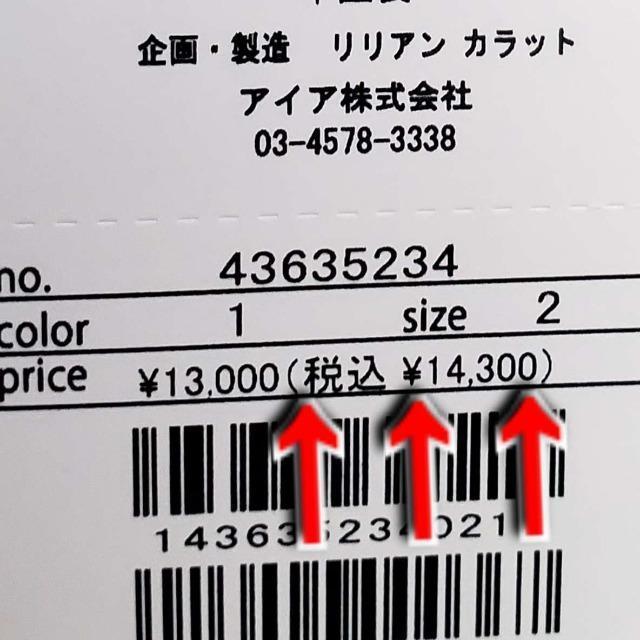 企画・製造 リリアン カラット
アイア株式会社
03-4578-3338
no. 43635234
color 1 size 2
price ¥13,000(税込 ¥14,300)